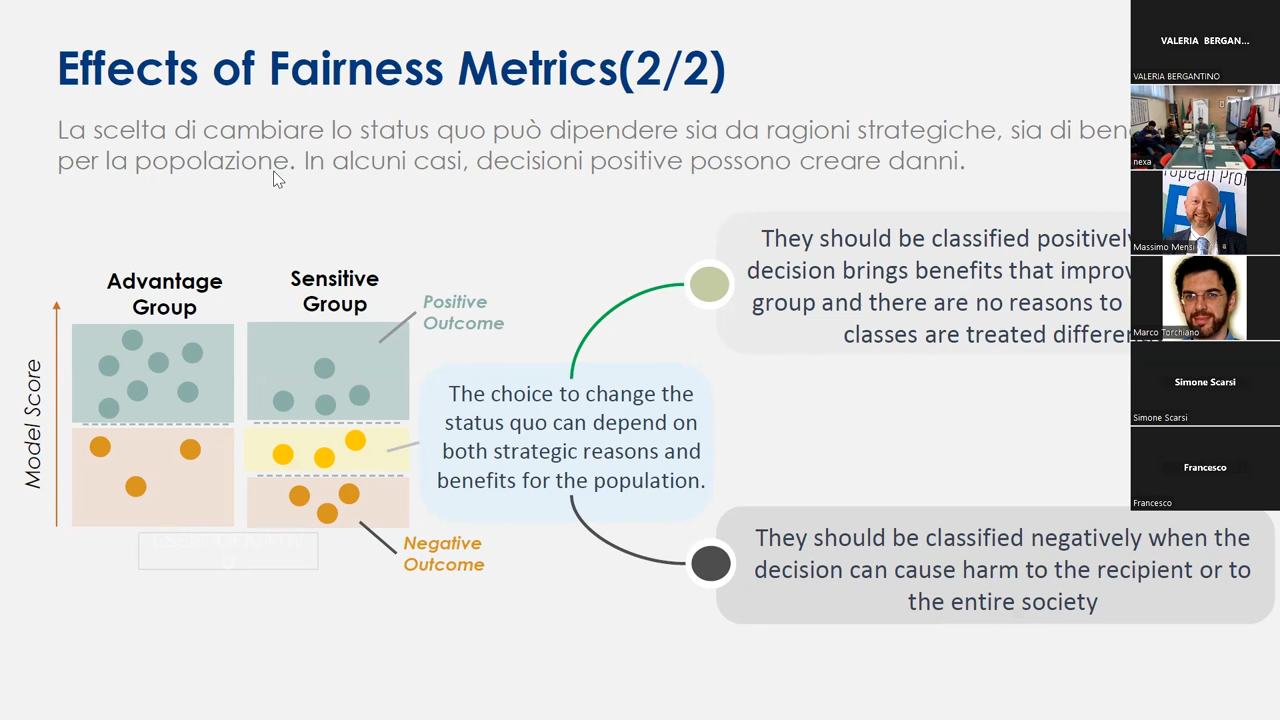 Effects of Fairness Metrics(2/2)
La scelta di cambiare lo status quo può dipendere sia da ragioni strategiche, sia di
per la popolazione. In alcuni casi, decisioni positive possono creare danni.
Advantage
Group
Sensitive
Group
Positive
Outcome
Model Score
Negative
Outcome
The choice to change the
status quo can depend on
both strategic reasons and
benefits for the population.
They should be classified positively
decision brings benefits that
group and there are no reasons to
classes are treated
They should be classified negatively when the
decision can cause harm to the recipient or to
the entire society
VALERIA BERGAN...
VALERIA BERGANTINO
nexa
Massimo Mensi
Marco Torchiano
Simone Scarsi
Simone Scarsi
Francesco
Francesco